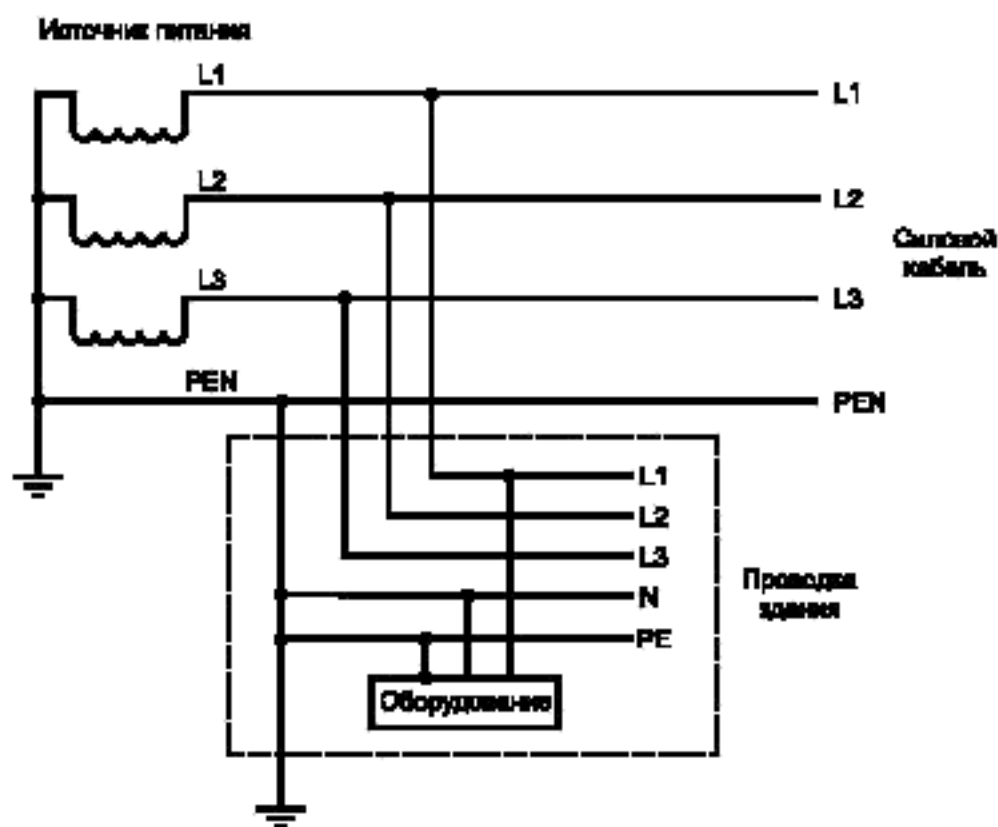 Источник питания
L1
L1
L2
L2
Силовой
кабель
L3
L3
PEN
PEN
L1
L2
L3
Проводка
здания
N
PE
Оборудование